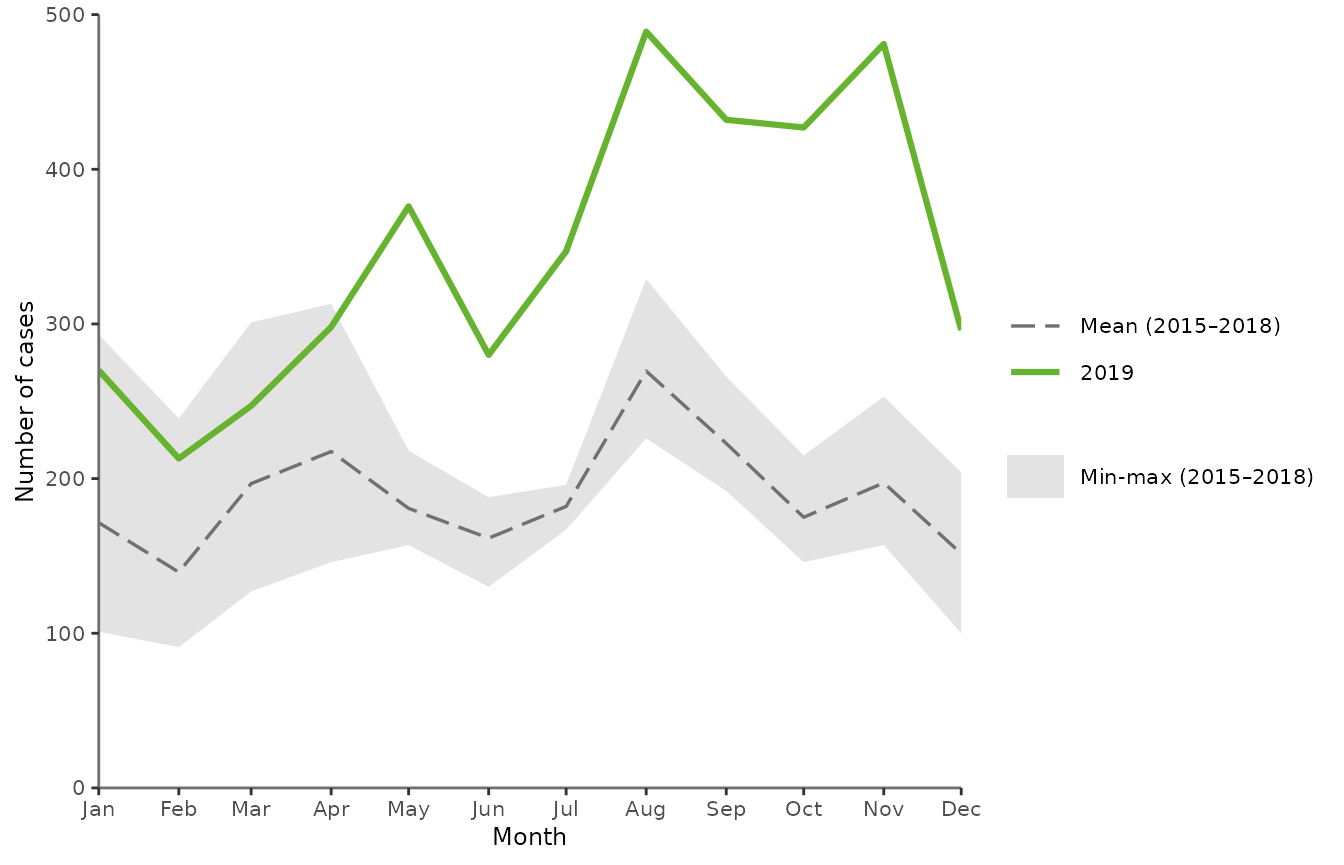 500
400
300
200
100
0
Number of cases
Jan Feb Mar Apr May Jun Jul Aug Sep Oct Nov Dec
Month
Mean (2015–2018)
2019
Min-max (2015–2018)